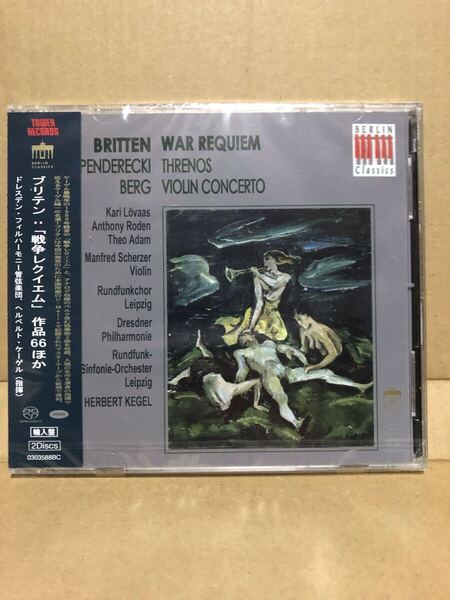 TOWER
RECORDS
BERLIN
CLASSICS
ブリテン：「戦争レクイエム」作品66ほか
ドレスデン・フィルハーモニー管弦楽団、ヘルベルト・ケーゲル（指揮）
輸入盤
2Discs
0303568BC
BRITTEN WAR REQUIEM
PENDERECKI THRENOS
BERG VIOLIN CONCERTO
Kari Lövaas
Anthony Roden
Theo Adam
Manfred Scherzer
Violin
Rundfunkchor
Leipzig
Dresdner
Philharmonie
Rundfunk-
Sinfonie-Orchester
Leipzig
HERBERT KEGEL
BERLIN
Classics